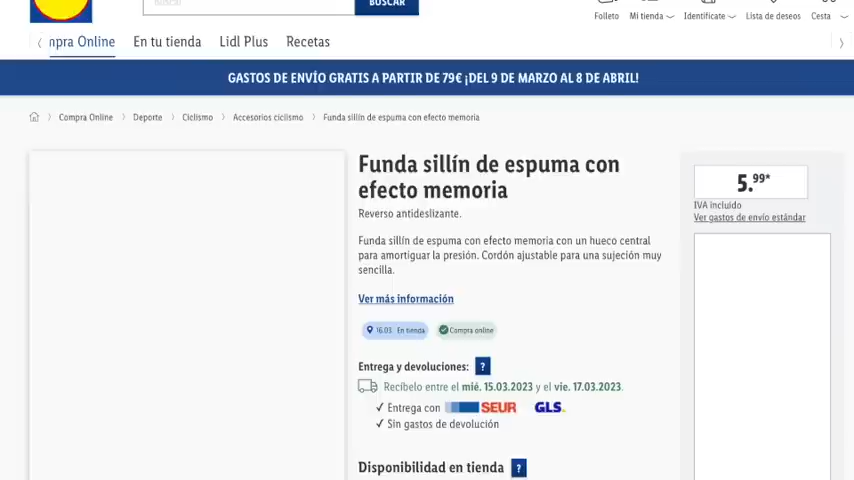 Buscar
BUSCAR
Folleto Mi tienda Identifícate Lista de deseos Cesta
mpra Online En tu tienda Lidl Plus Recetas
GASTOS DE ENVÍO GRATIS A PARTIR DE 79€ ¡DEL 9 DE MARZO AL 8 DE ABRIL!
Compra Online Deporte Ciclismo Accesorios ciclismo Funda sillín de espuma con efecto memoria
Funda sillín de espuma con
efecto memoria
Reverso antideslizante.
Funda sillín de espuma con efecto memoria con un hueco central
para amortiguar la presión. Cordón ajustable para una sujeción muy
sencilla.
Ver más información
16.03. En tienda Compra online
Entrega y devoluciones: ?
Recíbelo entre el mié. 15.03.2023 y el vie. 17.03.2023.
✓ Entrega con SEUR GLS.
✓ Sin gastos de devolución
Disponibilidad en tienda ?
5.99*
IVA incluido
Ver gastos de envío estándar